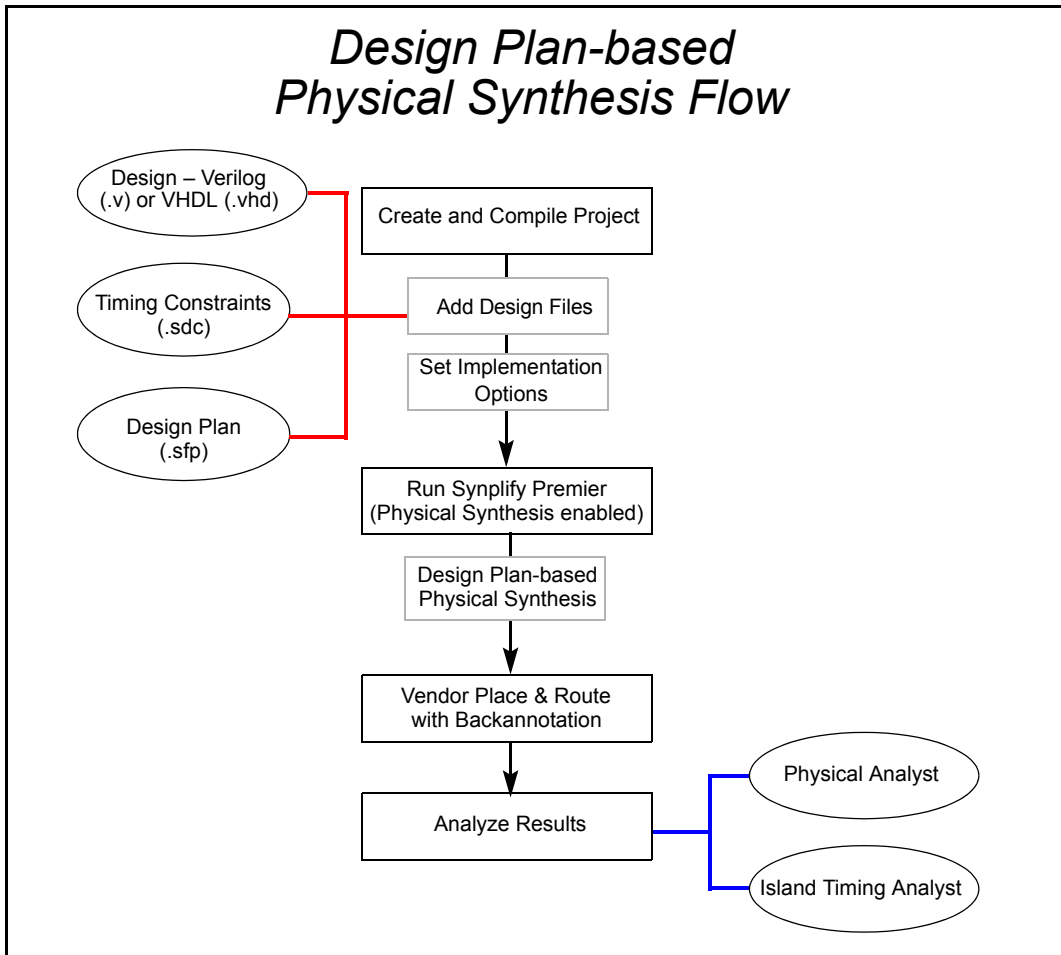 Design Plan-based
Physical Synthesis Flow
Design – Verilog
(.v) or VHDL (.vhd)
Create and Compile Project
Timing Constraints
(.sdc)
Add Design Files
Set Implementation
Options
Design Plan
(.sfp)
Run Synplify Premier
(Physical Synthesis enabled)
Design Plan-based
Physical Synthesis
Vendor Place & Route
with Backannotation
Analyze Results
Physical Analyst
Island Timing Analyst